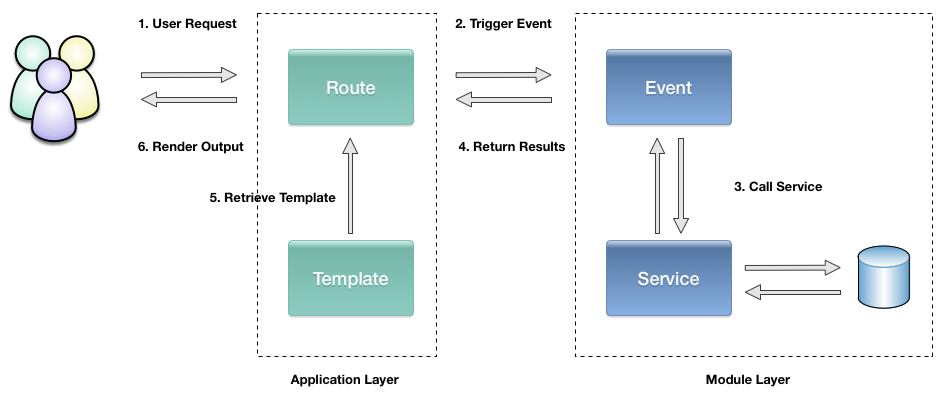 1. User Request
2. Trigger Event
Route
Event
6. Render Output
4. Return Results
3. Call Service
5. Retrieve Template
Template
Service
Application Layer
Module Layer